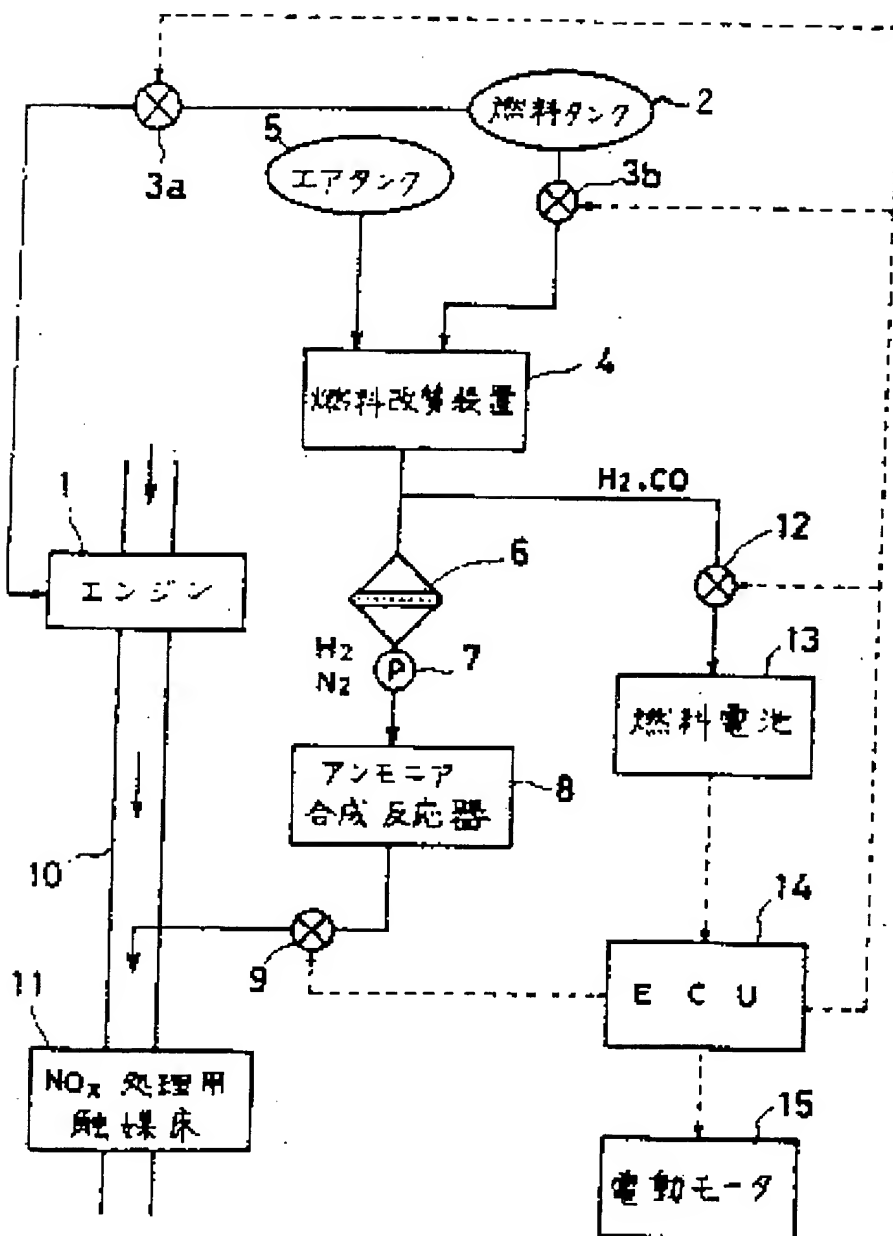 燃料タンク
2
3a
5
エアタンク
3b
燃料改質装置
4
H2.CO
1
エンジン
6
12
H2
N2
P
7
13
燃料電池
アンモニア
合成反応器
8
10
9
14
E C U
11
NOx 処理用
触媒床
15
電動モータ